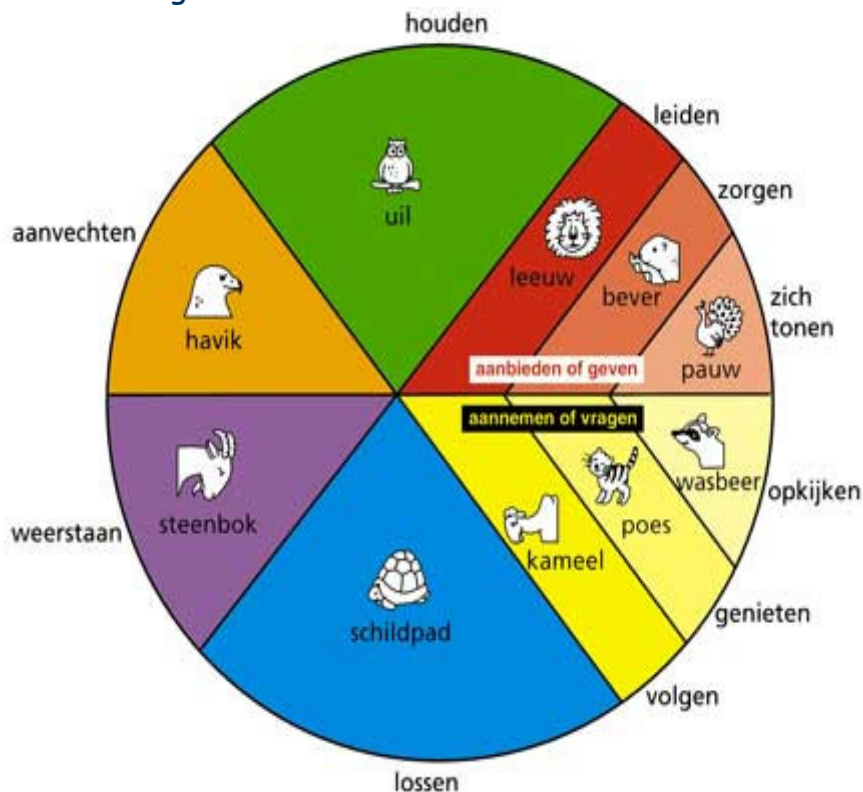 houden
leiden
zorgen
uil
aanvechten
leeuw
bever
zich
tonen
havik
aanbieden of geven
pauw
aannemen of vragen
wasbeer
opkijken
weerstaan
steenbok
poes
kameel
schildpad
genieten
volgen
lossen